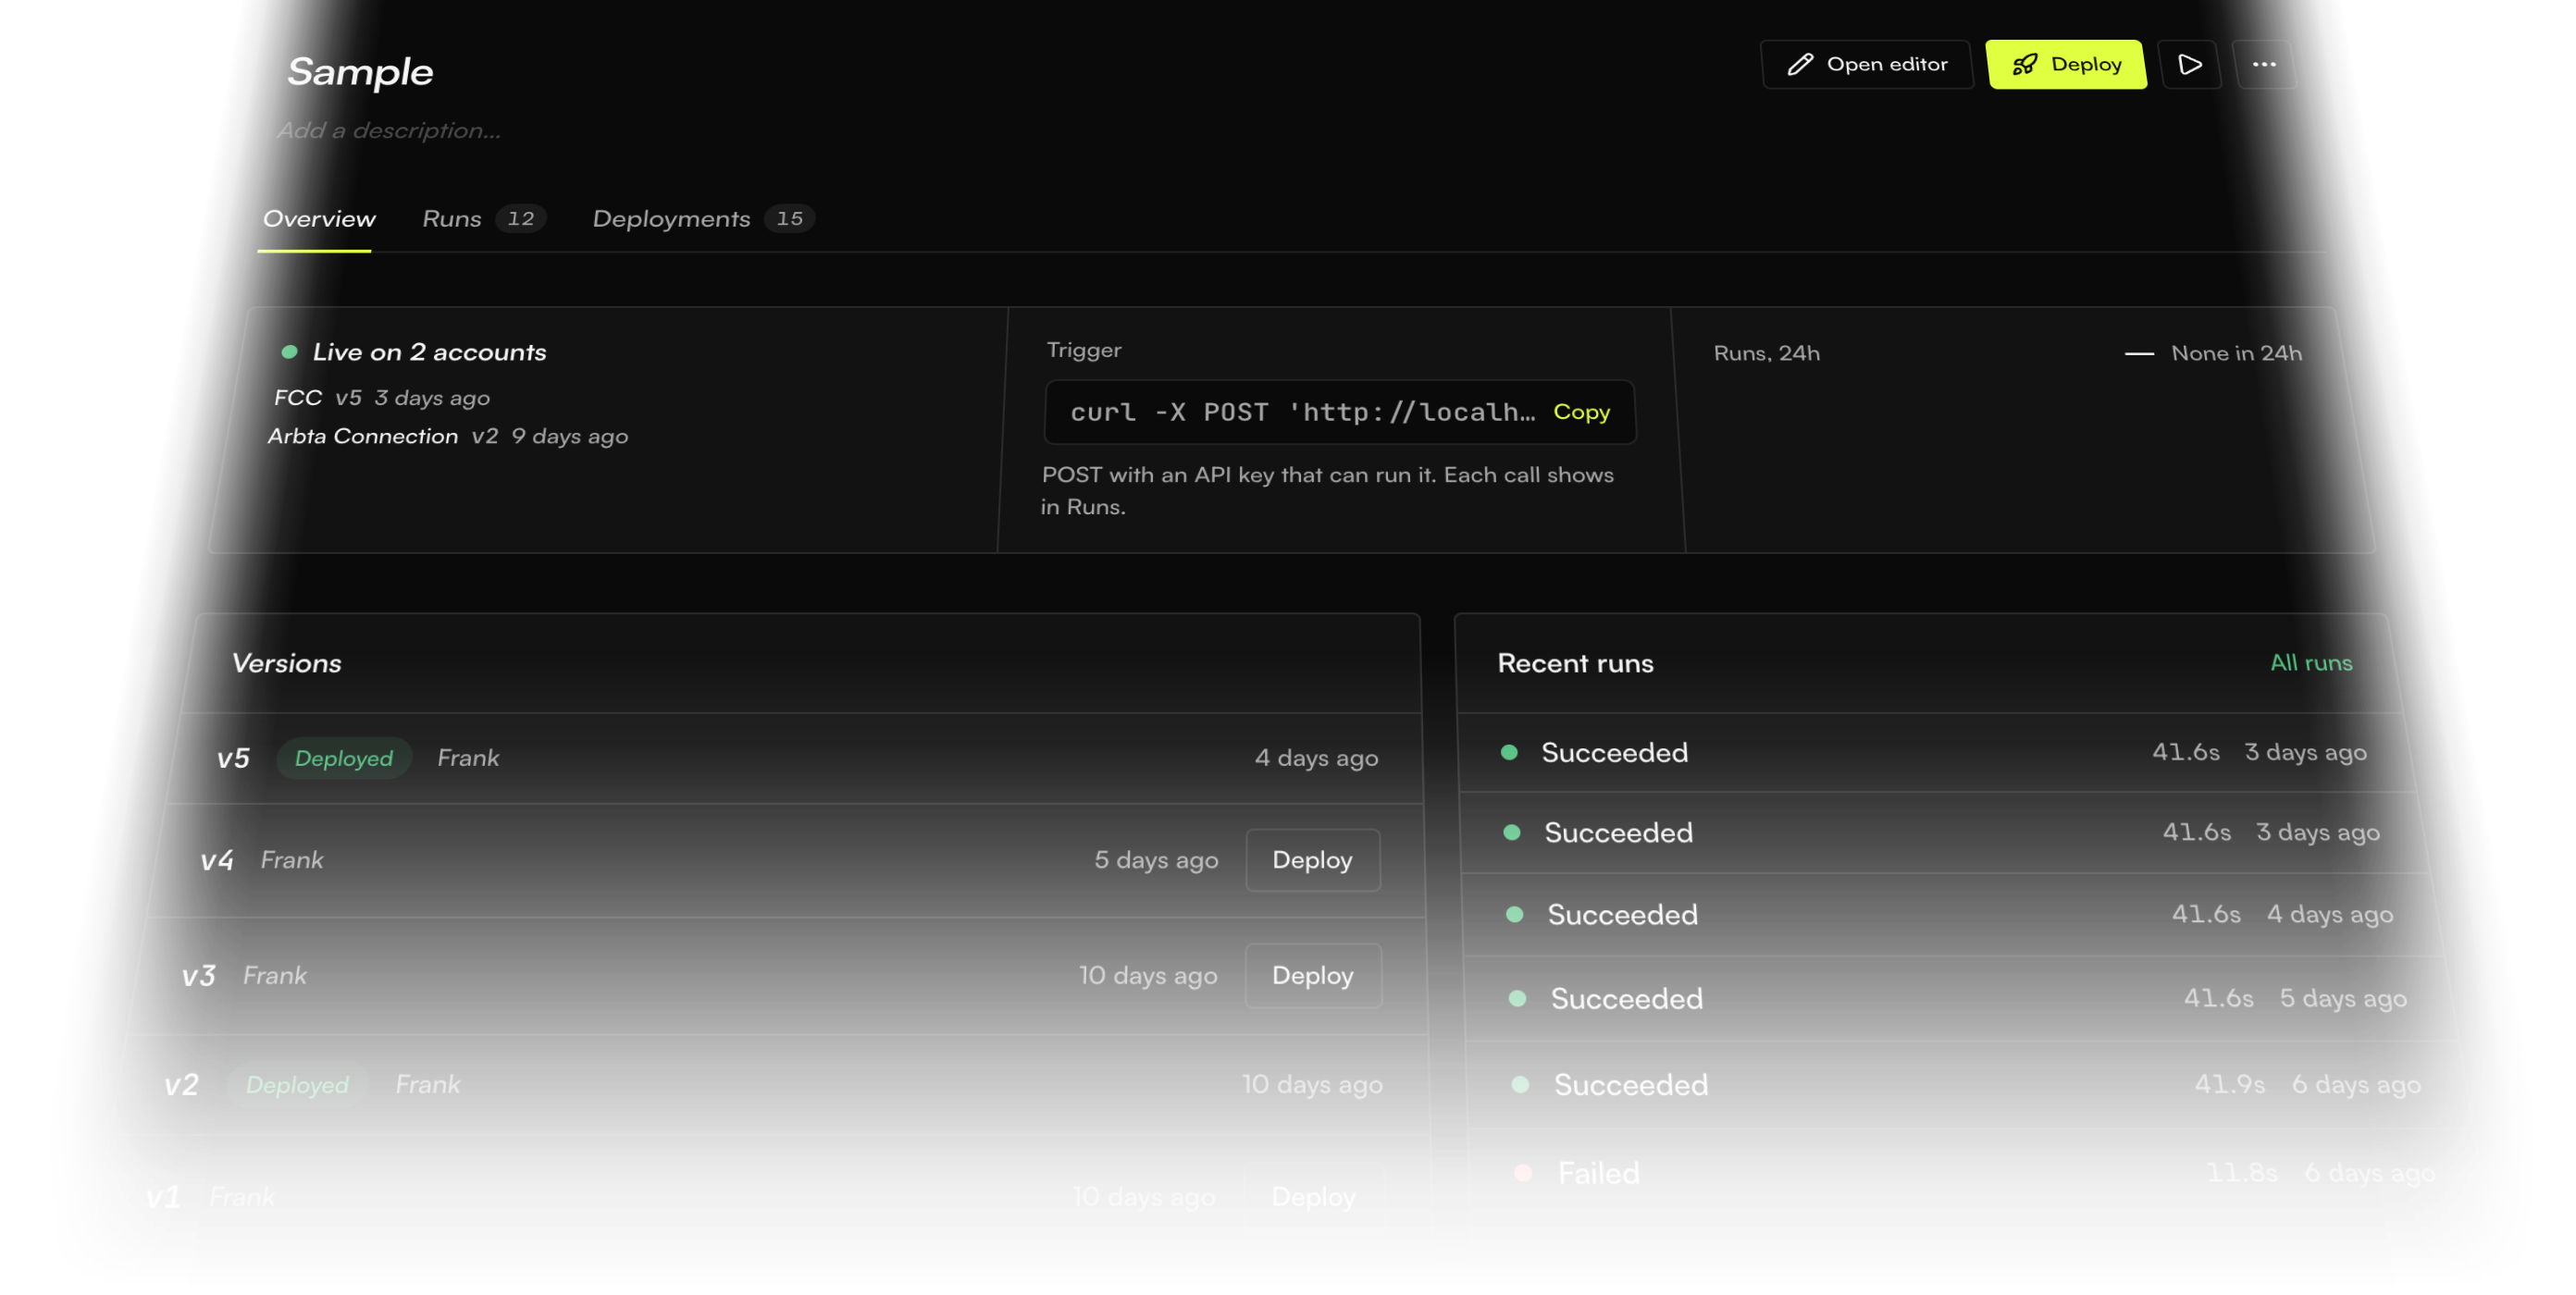 Sample
Open editor
Deploy
Add a description...
Overview
Runs 12
Deployments 15
Live on 2 accounts
FCC v5 3 days ago
Arbta Connection v2 9 days ago
Trigger
curl -X POST 'http://localh… Copy
POST with an API key that can run it. Each call shows
in Runs.
Runs, 24h
None in 24h
Versions
v5 Deployed Frank 4 days ago
v4 Frank 5 days ago Deploy
v3 Frank 10 days ago Deploy
v2 Deployed Frank 10 days ago
v1 Frank 10 days ago Deploy
Recent runs
All runs
Succeeded 41.6s 3 days ago
Succeeded 41.6s 3 days ago
Succeeded 41.6s 4 days ago
Succeeded 41.6s 5 days ago
Succeeded 41.9s 6 days ago
Failed 11.8s 6 days ago